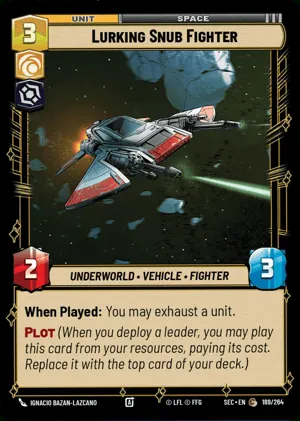 UNIT
SPACE
3
LURKING SNUB FIGHTER
2
3
UNDERWORLD • VEHICLE • FIGHTER
When Played: You may exhaust a unit.
PLOT (When you deploy a leader, you may play
this card from your resources, paying its cost.
Replace it with the top card of your deck.)
IGNACIO BAZAN-LAZCANO
© LFL © FFG
SEC • EN
C
189/264